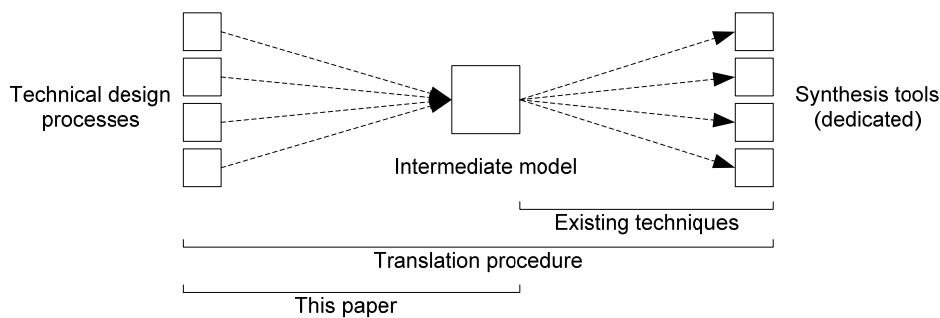 Technical design
processes
Synthesis tools
(dedicated)
Intermediate model
Existing techniques
Translation procedure
This paper